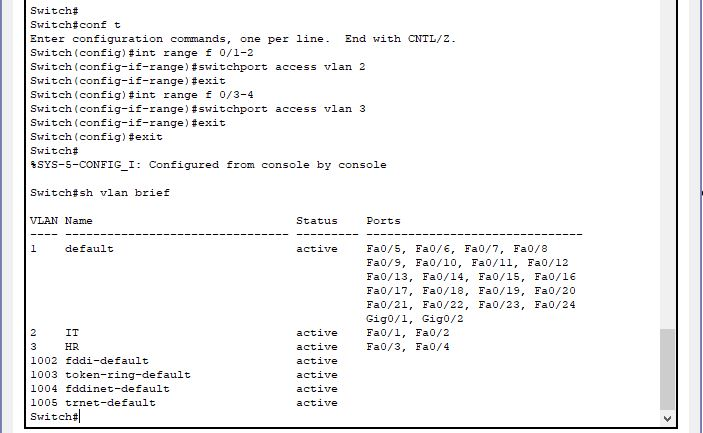 Switch#
Switch#conf t
Enter configuration commands, one per line.  End with CNTL/Z.
Switch(config)#int range f 0/1-2
Switch(config-if-range)#switchport access vlan 2
Switch(config-if-range)#exit
Switch(config)#int range f 0/3-4
Switch(config-if-range)#switchport access vlan 3
Switch(config-if-range)#exit
Switch(config)#exit
Switch#
%SYS-5-CONFIG_I: Configured from console by console

Switch#sh vlan brief

VLAN Name                             Status    Ports
---- -------------------------------- --------- -------------------------------
1    default                          active    Fa0/5, Fa0/6, Fa0/7, Fa0/8
                                                Fa0/9, Fa0/10, Fa0/11, Fa0/12
                                                Fa0/13, Fa0/14, Fa0/15, Fa0/16
                                                Fa0/17, Fa0/18, Fa0/19, Fa0/20
                                                Fa0/21, Fa0/22, Fa0/23, Fa0/24
                                                Gig0/1, Gig0/2
2    IT                               active    Fa0/1, Fa0/2
3    HR                               active    Fa0/3, Fa0/4
1002 fddi-default                     active
1003 token-ring-default               active
1004 fddinet-default                  active
1005 trnet-default                    active
Switch#